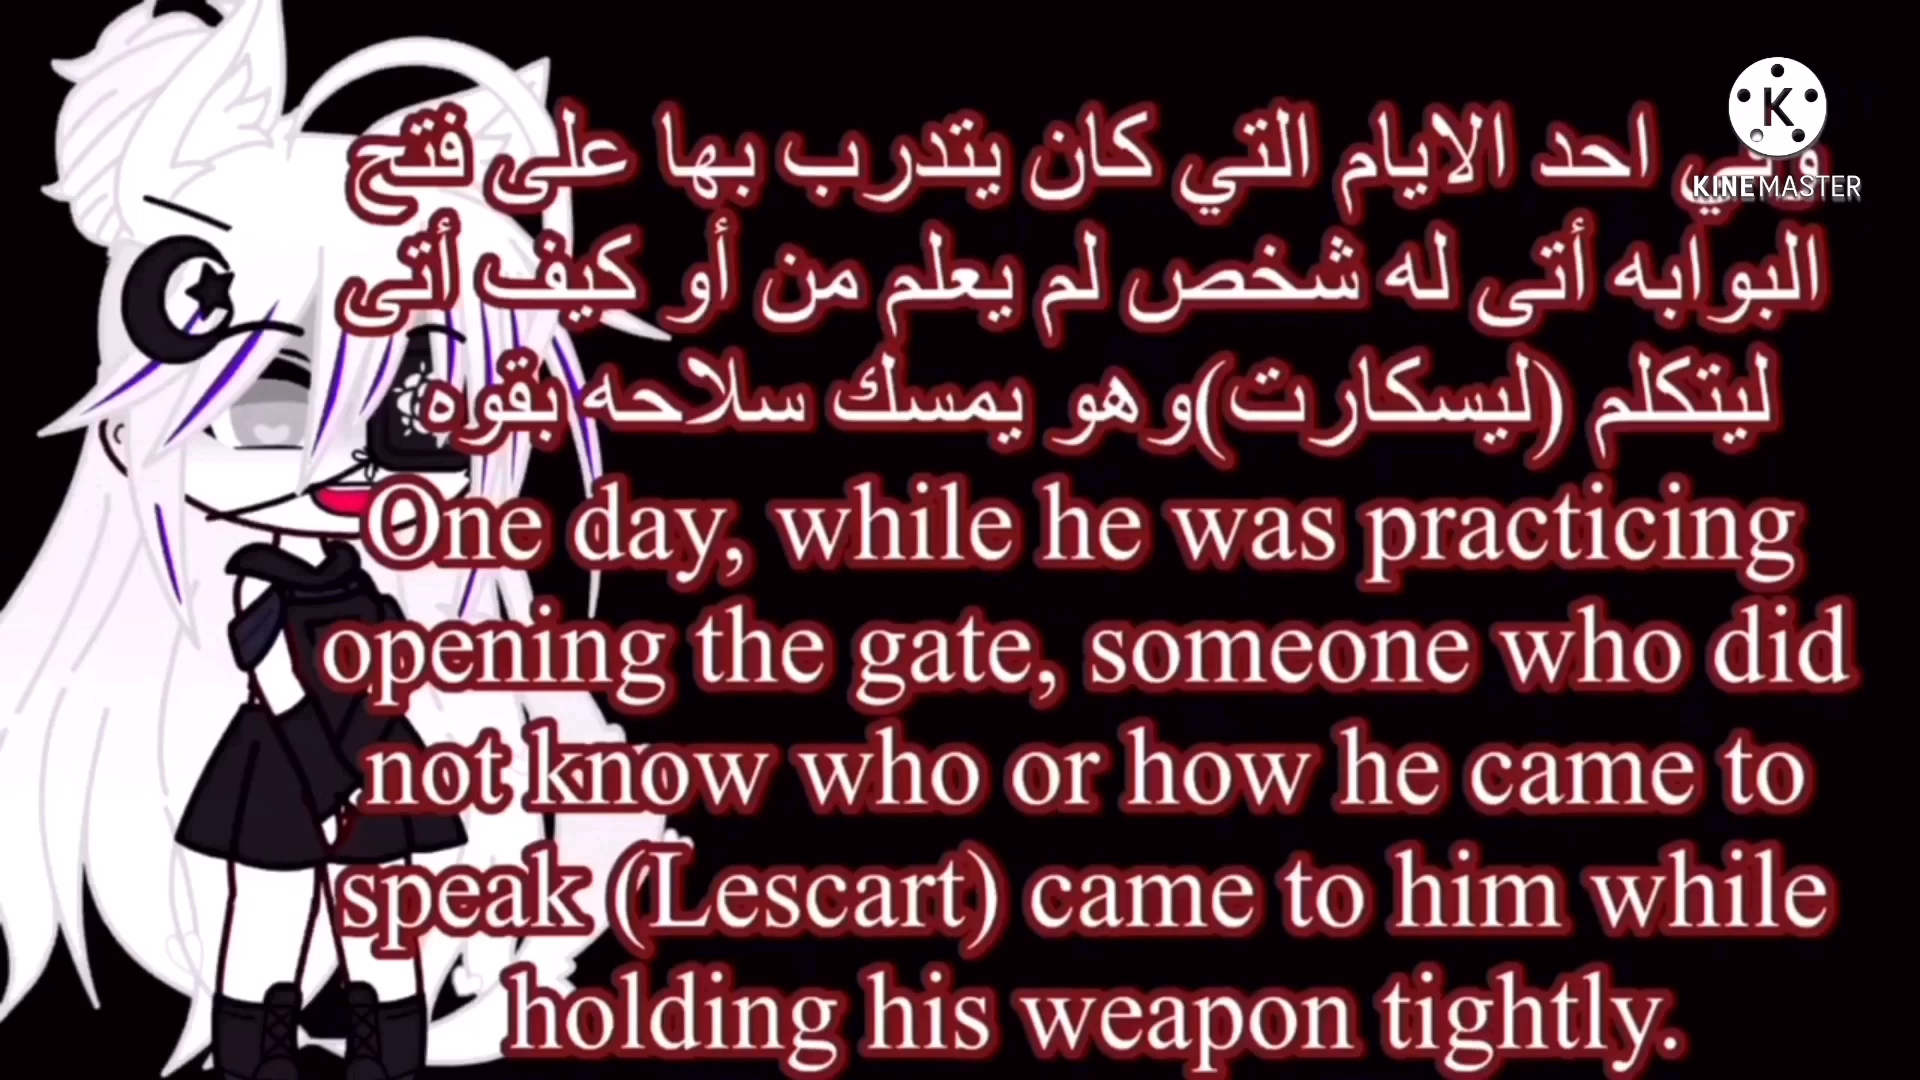 وفي احد الايام التي كان يتدرب بها على فتح
البوابه أتى له شخص لم يعلم من أو كيف أتى
ليتكلم (ليسكارت)وهو يمسك سلاحه بقوه
One day, while he was practicing
opening the gate, someone who did
not know who or how he came to
speak (Lescart) came to him while
holding his weapon tightly.
K
KINEMASTER